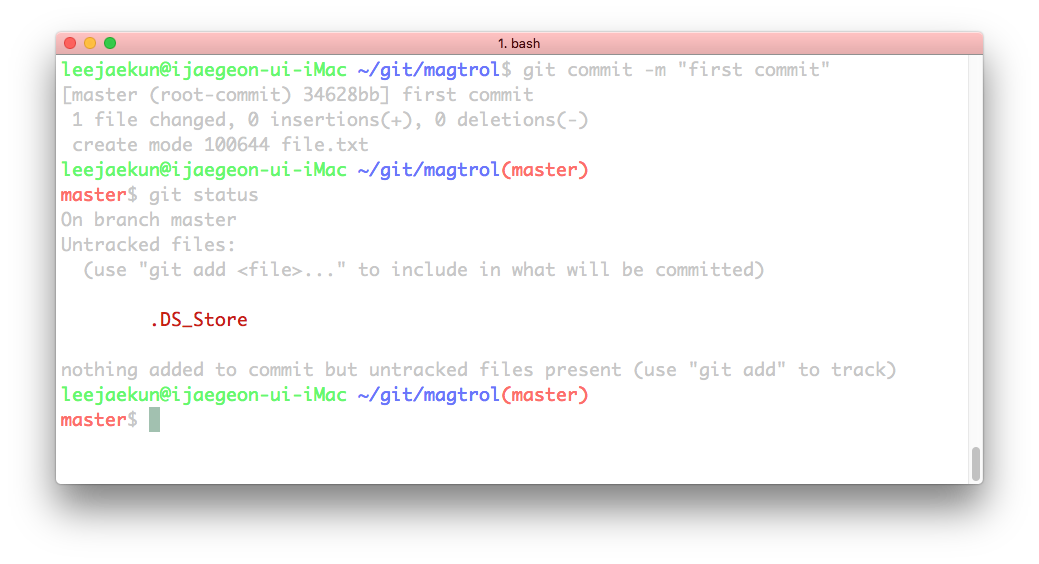 1. bash
leejaekun@ijaegeon-ui-iMac ~/git/magtrol$ git commit -m "first commit"
[master (root-commit) 34628bb] first commit
 1 file changed, 0 insertions(+), 0 deletions(-)
 create mode 100644 file.txt
leejaekun@ijaegeon-ui-iMac ~/git/magtrol(master)
master$ git status
On branch master
Untracked files:
  (use "git add <file>..." to include in what will be committed)
        .DS_Store
nothing added to commit but untracked files present (use "git add" to track)
leejaekun@ijaegeon-ui-iMac ~/git/magtrol(master)
master$